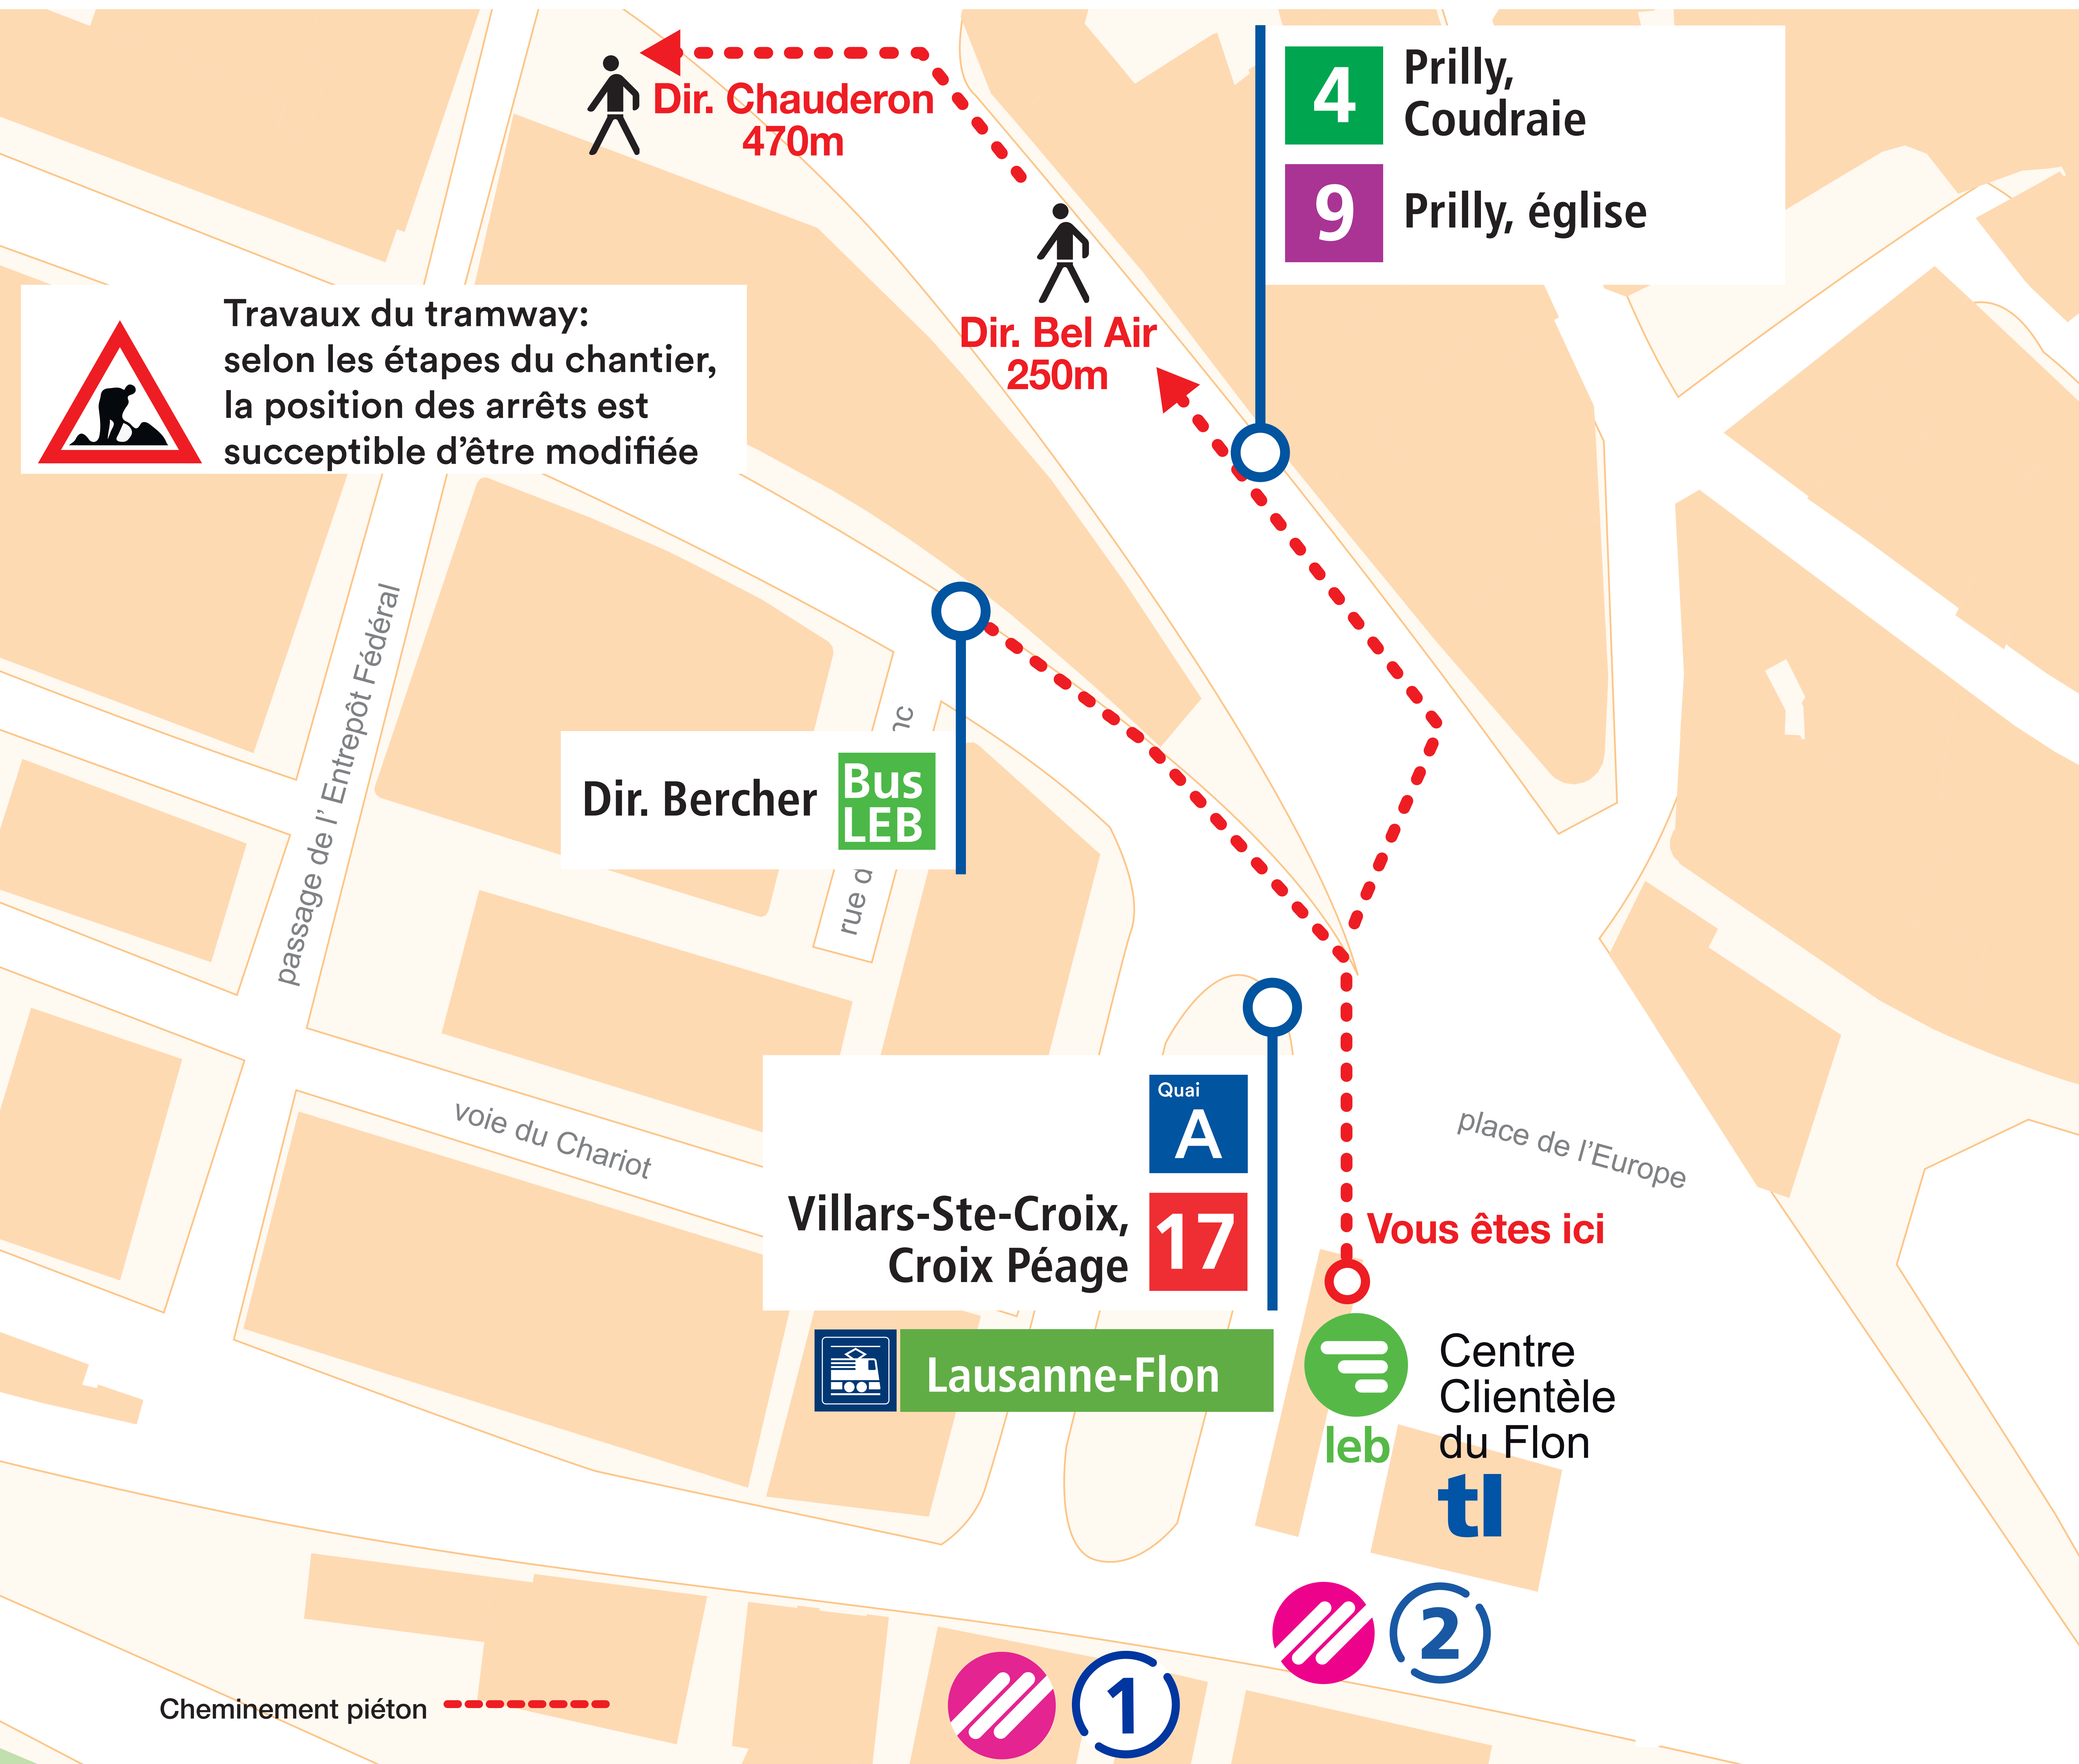 Dir. Chauderon
470m
4
Prilly,
Coudraie
9
Prilly, église
Dir. Bel Air
250m
Travaux du tramway:
selon les étapes du chantier,
la position des arrêts est
succeptible d'être modifiée
passage de l' Entrepôt Fédéral
Dir. Bercher
Bus
LEB
rue d
nc
Quai
A
Villars-Ste-Croix,
Croix Péage
17
voie du Chariot
place de l'Europe
Vous êtes ici
Lausanne-Flon
leb
Centre
Clientèle
du Flon
tl
2
1
Cheminement piéton